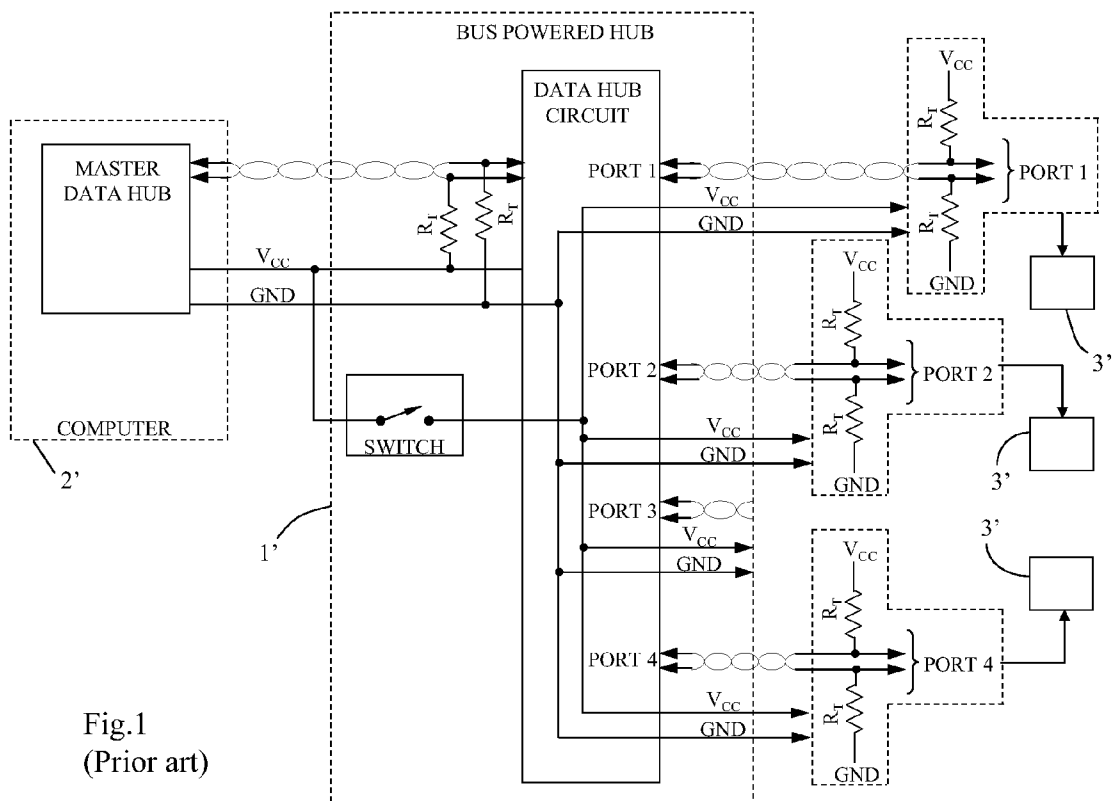 BUS POWERED HUB
DATA HUB
CIRCUIT
MASTER
DATA HUB
COMPUTER
2'
V_CC
GND
R_T
R_T
SWITCH
1'
PORT 1
V_CC
GND
PORT 2
V_CC
GND
PORT 3
V_CC
GND
PORT 4
V_CC
GND
V_CC
R_T
PORT 1
R_T
GND
3'
V_CC
R_T
PORT 2
R_T
GND
3'
V_CC
R_T
PORT 4
R_T
GND
3'
Fig.1
(Prior art)